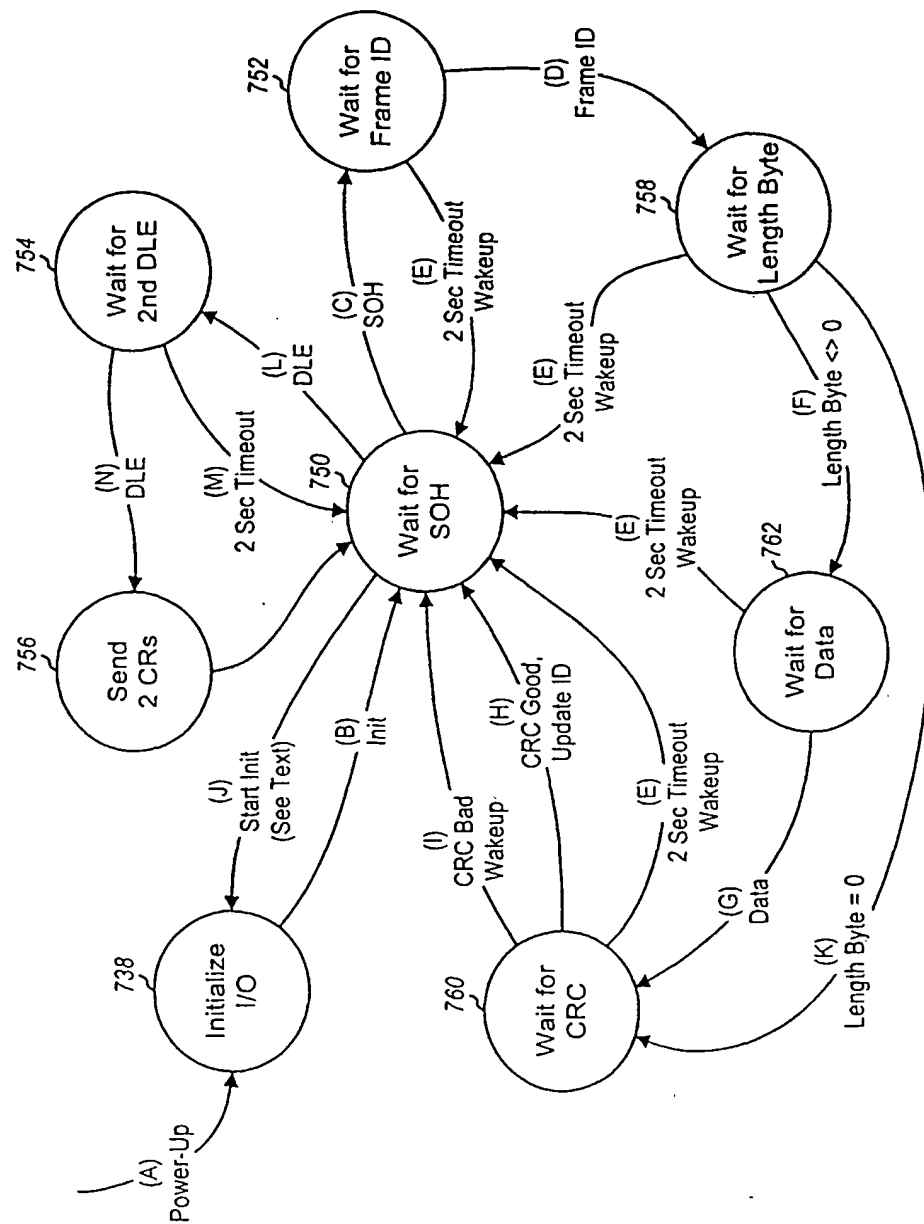 (A)
Power-Up
738
Initialize
I/O
(J)
Start Init
(See Text)
(B)
Init
756
Send
2 CRs
(N)
DLE
(M)
2 Sec Timeout
754
Wait for
2nd DLE
(L)
DLE
750
Wait for
SOH
(C)
SOH
(E)
2 Sec Timeout
Wakeup
752
Wait for
Frame ID
(D)
Frame ID
758
Wait for
Length Byte
(E)
2 Sec Timeout
Wakeup
(F)
Length Byte <> 0
762
Wait for
Data
(E)
2 Sec Timeout
Wakeup
(G)
Data
(K)
Length Byte = 0
760
Wait for
CRC
(I)
CRC Bad
Wakeup
(H)
CRC Good,
Update ID
(E)
2 Sec Timeout
Wakeup